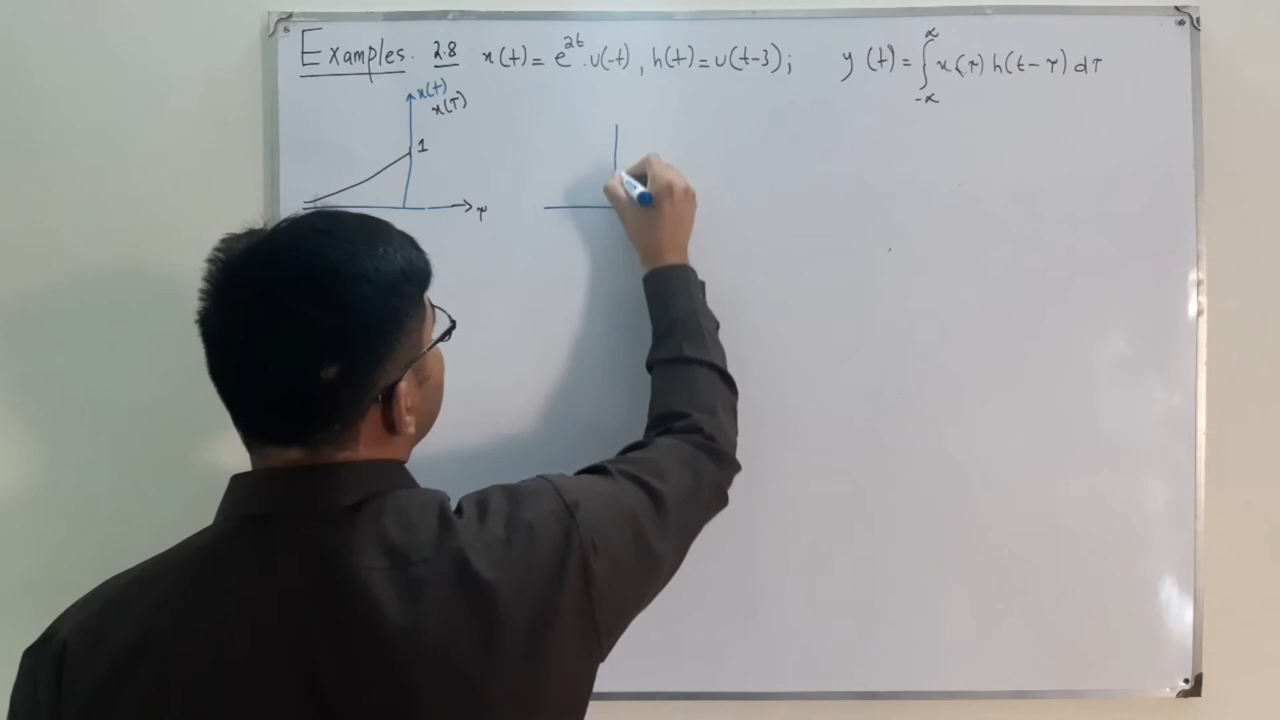 Examples. 2.8 x(t) = e^{2t}.u(-t), h(t) = u(t-3); y(t) = ∫_{-∞}^{∞} x(τ) h(t-τ) dτ
x(t)
x(τ)
1
τ